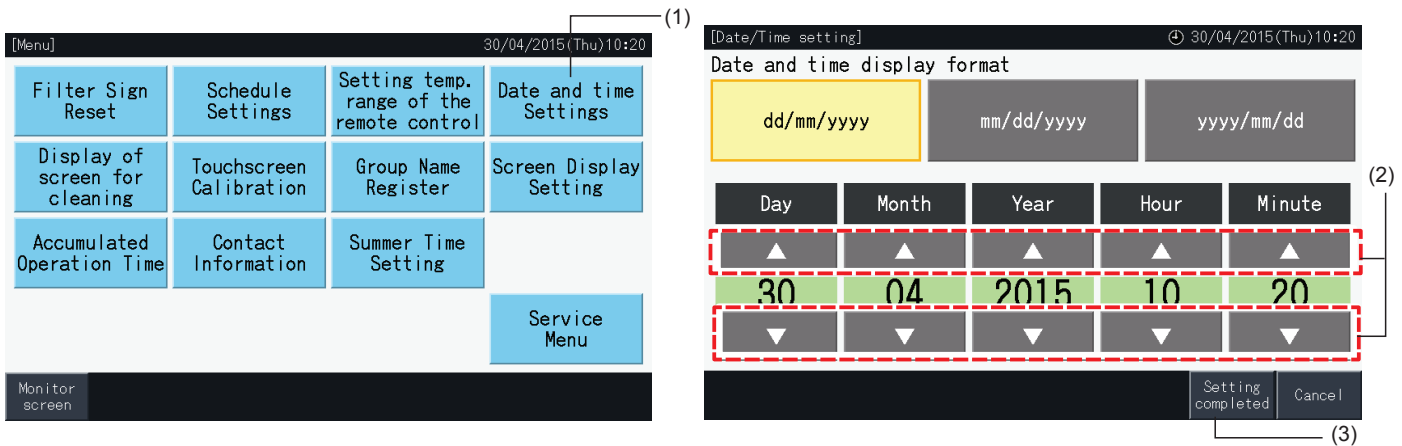 (1)
[Menu] 30/04/2015(Thu)10:20
Filter Sign
Reset
Schedule
Settings
Setting temp.
range of the
remote control
Date and time
Settings
Display of
screen for
cleaning
Touchscreen
Calibration
Group Name
Register
Screen Display
Setting
Accumulated
Operation Time
Contact
Information
Summer Time
Setting
Service
Menu
Monitor
screen
[Date/Time setting] 30/04/2015(Thu)10:20
Date and time display format
dd/mm/yyyy mm/dd/yyyy yyyy/mm/dd
(2)
Day Month Year Hour Minute
30 04 2015 10 20
Setting
completed
Cancel
(3)